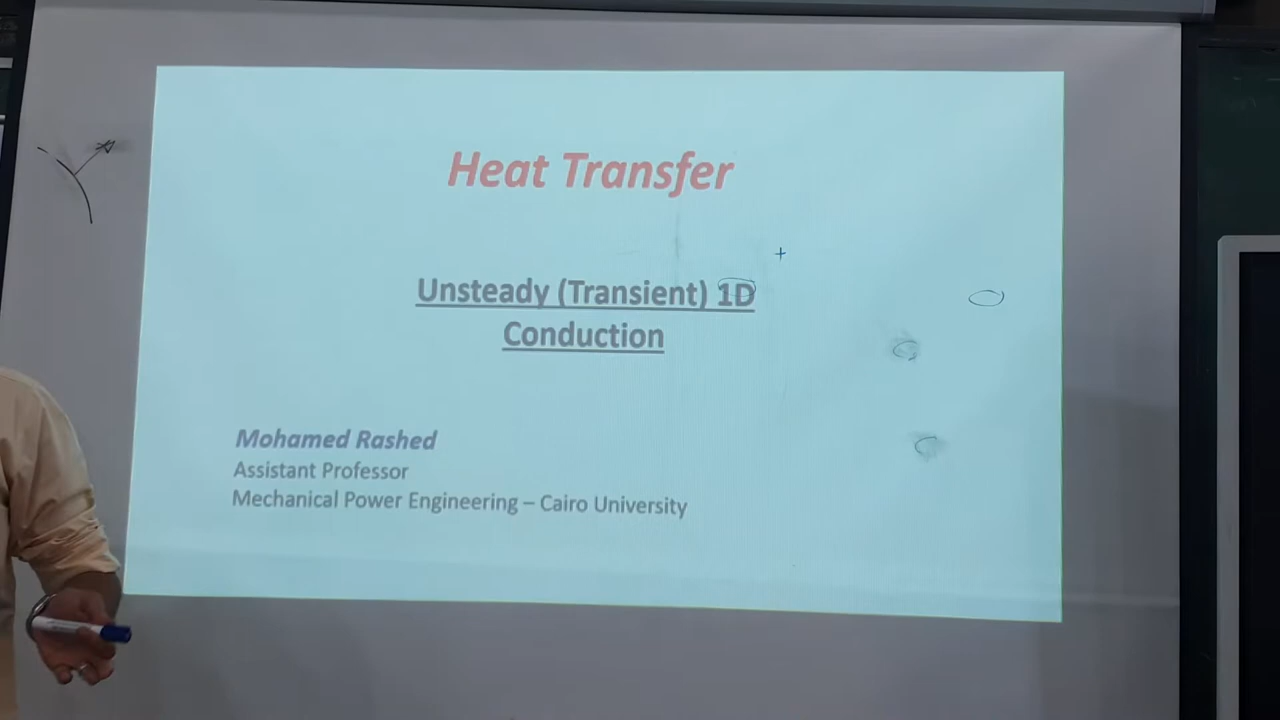 Heat Transfer
Unsteady (Transient) 1D
Conduction
Mohamed Rashed
Assistant Professor
Mechanical Power Engineering – Cairo University